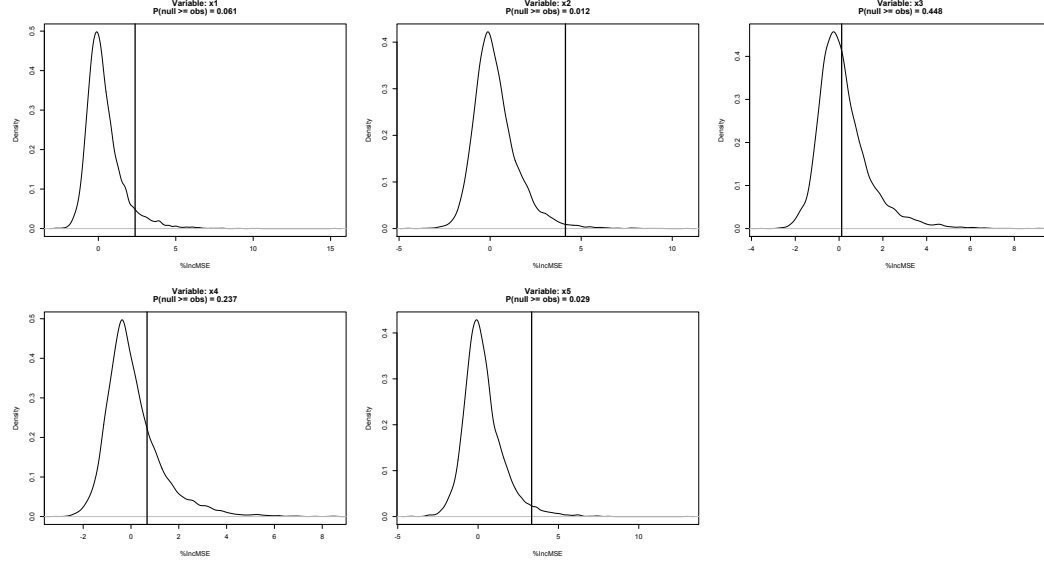 Variable: x1
P(null >= obs) = 0.061
Density
0.0 0.1 0.2 0.3 0.4 0.5
0 5 10 15
%IncMSE
Variable: x2
P(null >= obs) = 0.012
Density
0.0 0.1 0.2 0.3 0.4
-5 0 5 10
%IncMSE
Variable: x3
P(null >= obs) = 0.448
Density
0.0 0.1 0.2 0.3 0.4
-4 -2 0 2 4 6 8
%IncMSE
Variable: x4
P(null >= obs) = 0.237
Density
0.0 0.1 0.2 0.3 0.4 0.5
-2 0 2 4 6 8
%IncMSE
Variable: x5
P(null >= obs) = 0.029
Density
0.0 0.1 0.2 0.3 0.4
-5 0 5 10
%IncMSE